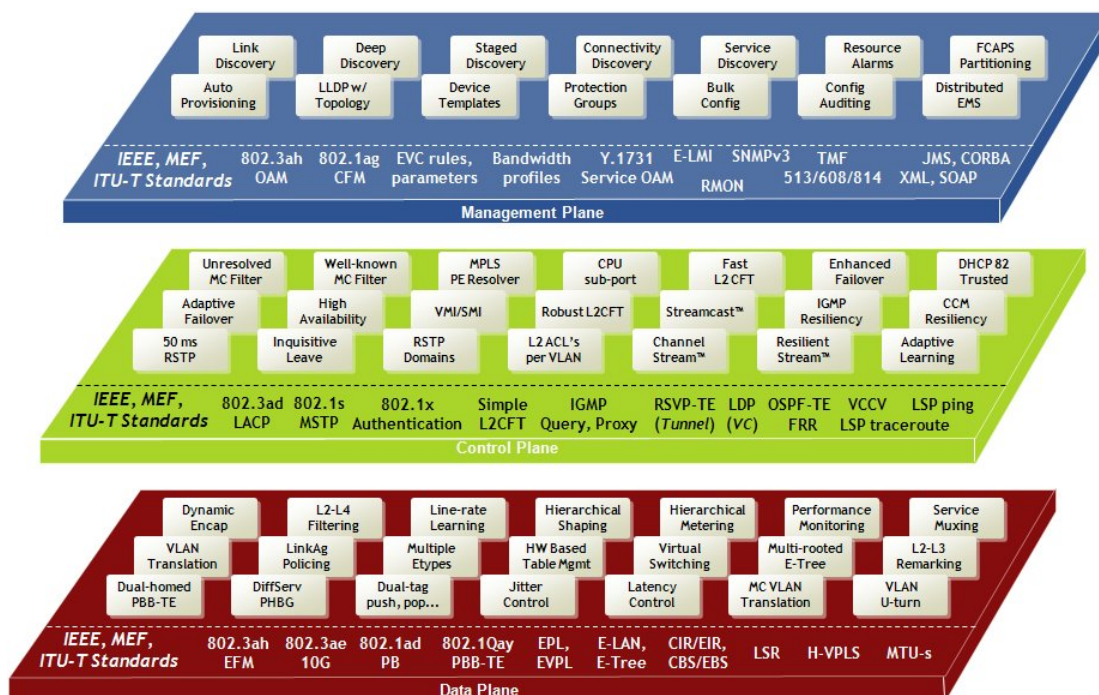 Link Discovery
Deep Discovery
Staged Discovery
Connectivity Discovery
Service Discovery
Resource Alarms
FCAPS Partitioning
Auto Provisioning
LLDP w/ Topology
Device Templates
Protection Groups
Bulk Config
Config Auditing
Distributed EMS
IEEE, MEF, ITU-T Standards
802.3ah OAM
802.1ag CFM
EVC rules, parameters
Bandwidth profiles
Y.1731 Service OAM
E-LMI
RMON
SNMPv3
TMF 513/608/814
JMS, CORBA XML, SOAP
Management Plane
Unresolved MC Filter
Well-known MC Filter
MPLS PE Resolver
CPU sub-port
Fast L2CFT
Enhanced Failover
DHCP 82 Trusted
Adaptive Failover
High Availability
VMI/SMI
Robust L2CFT
Streamcast™
IGMP Resiliency
CCM Resiliency
50 ms RSTP
Inquisitive Leave
RSTP Domains
L2 ACL's per VLAN
Channel Stream™
Resilient Stream™
Adaptive Learning
IEEE, MEF, ITU-T Standards
802.3ad LACP
802.1s MSTP
802.1x Authentication
Simple L2CFT
IGMP Query, Proxy
RSVP-TE (Tunnel)
LDP (VC)
OSPF-TE FRR
VCCV
LSP ping
LSP traceroute
Control Plane
Dynamic Encap
L2-L4 Filtering
Line-rate Learning
Hierarchical Shaping
Hierarchical Metering
Performance Monitoring
Service Muxing
VLAN Translation
LinkAg Policing
Multiple Etypes
HW Based Table Mgmt
Virtual Switching
Multi-rooted E-Tree
L2-L3 Remarking
Dual-homed PBB-TE
DiffServ PHBG
Dual-tag push, pop...
Jitter Control
Latency Control
MC VLAN Translation
VLAN U-turn
IEEE, MEF, ITU-T Standards
802.3ah EFM
802.3ae 10G
802.1ad PB
802.1Qay PBB-TE
EPL, EVPL
E-LAN, E-Tree
CIR/EIR, CBS/EBS
LSR
H-VPLS
MTU-s
Data Plane